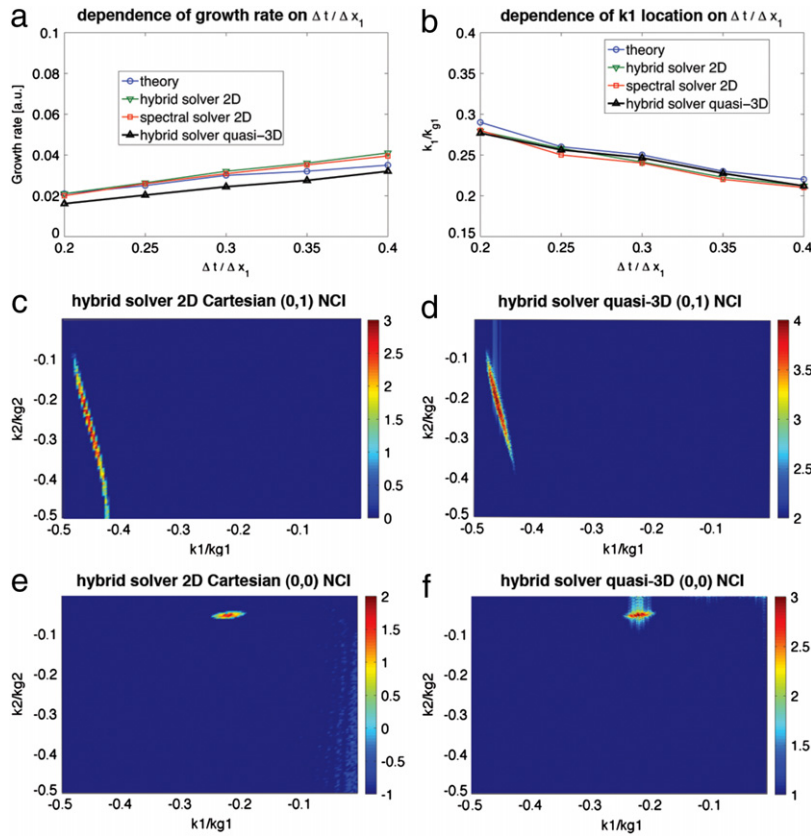 a
dependence of growth rate on Δ t / Δ x1
0.1
0.08
0.06
0.04
0.02
0
Growth rate [a.u.]
theory
hybrid solver 2D
spectral solver 2D
hybrid solver quasi-3D
0.2 0.25 0.3 0.35 0.4
Δ t / Δ x1
b
dependence of k1 location on Δ t / Δ x1
0.4
0.35
0.3
0.25
0.2
0.15
k1/kg1
theory
hybrid solver 2D
spectral solver 2D
hybrid solver quasi-3D
0.2 0.25 0.3 0.35 0.4
Δ t / Δ x1
c
hybrid solver 2D Cartesian (0,1) NCI
-0.1
-0.2
-0.3
-0.4
-0.5
k2/kg2
-0.5 -0.4 -0.3 -0.2 -0.1
k1/kg1
3
2.5
2
1.5
1
0.5
0
d
hybrid solver quasi-3D (0,1) NCI
-0.1
-0.2
-0.3
-0.4
-0.5
k2/kg2
-0.5 -0.4 -0.3 -0.2 -0.1
k1/kg1
4
3.5
3
2.5
2
e
hybrid solver 2D Cartesian (0,0) NCI
-0.1
-0.2
-0.3
-0.4
-0.5
k2/kg2
-0.5 -0.4 -0.3 -0.2 -0.1
k1/kg1
2
1.5
1
0.5
0
-0.5
-1
f
hybrid solver quasi-3D (0,0) NCI
-0.1
-0.2
-0.3
-0.4
-0.5
k2/kg2
-0.5 -0.4 -0.3 -0.2 -0.1
k1/kg1
3
2.5
2
1.5
1